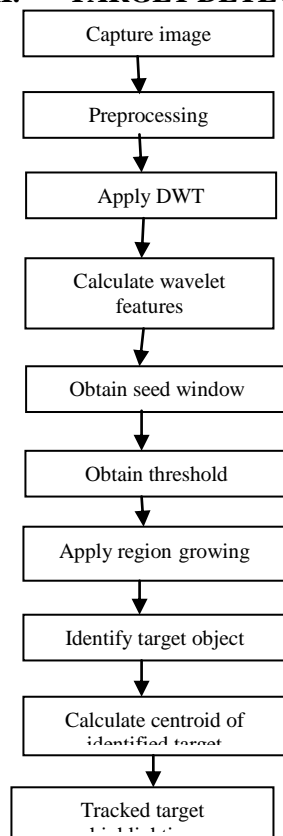 Capture image
Preprocessing
Apply DWT
Calculate wavelet
features
Obtain seed window
Obtain threshold
Apply region growing
Identify target object
Calculate centroid of
identified target
Tracked target